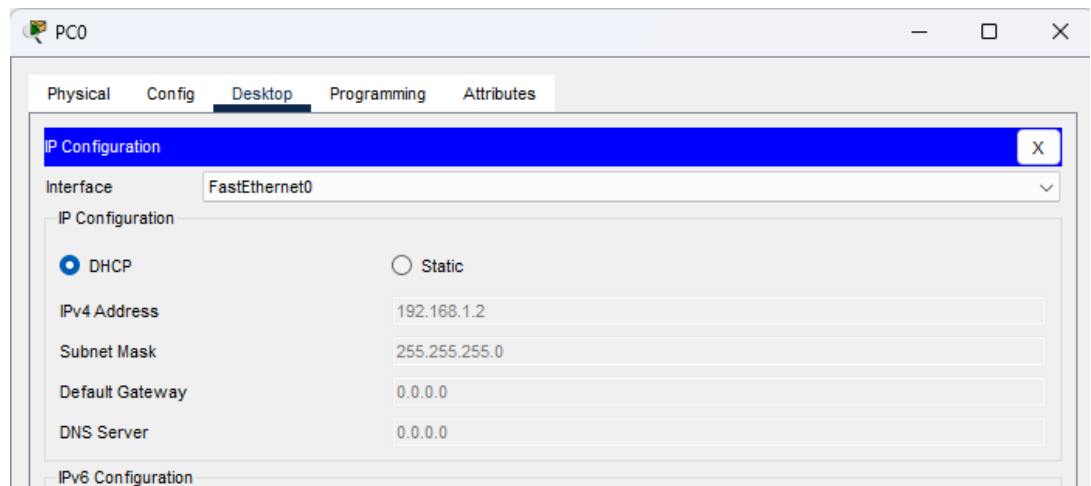 PC0
Physical Config Desktop Programming Attributes
IP Configuration X
Interface FastEthernet0
IP Configuration
DHCP Static
IPv4 Address 192.168.1.2
Subnet Mask 255.255.255.0
Default Gateway 0.0.0.0
DNS Server 0.0.0.0
IPv6 Configuration